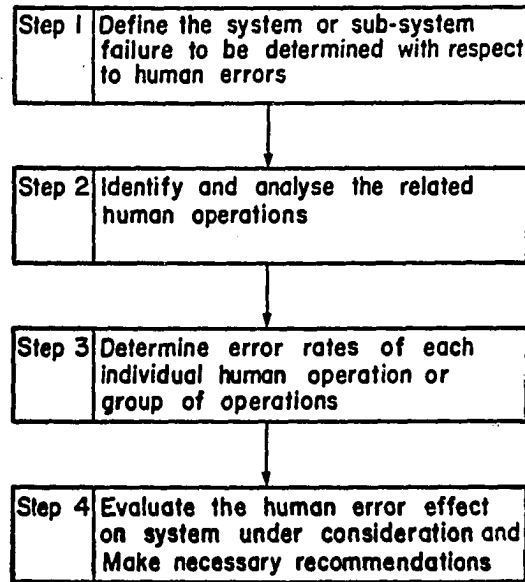 Step 1 Define the system or sub-system
failure to be determined with respect
to human errors
Step 2 Identify and analyse the related
human operations
Step 3 Determine error rates of each
individual human operation or
group of operations
Step 4 Evaluate the human error effect
on system under consideration and
Make necessary recommendations